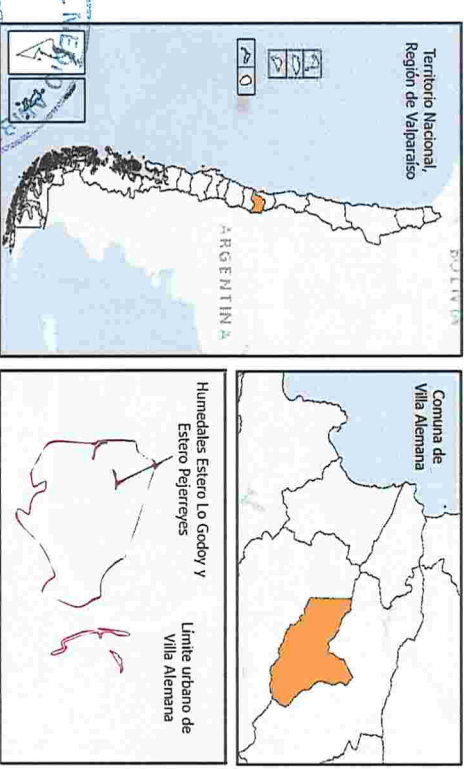 Territorio Nacional,
Región de Valparaíso
ARGENTINA
Comuna de
Villa Alemana
Humedales Estero Lo Godoy y
Estero Pejerreyes
Límite urbano de
Villa Alemana